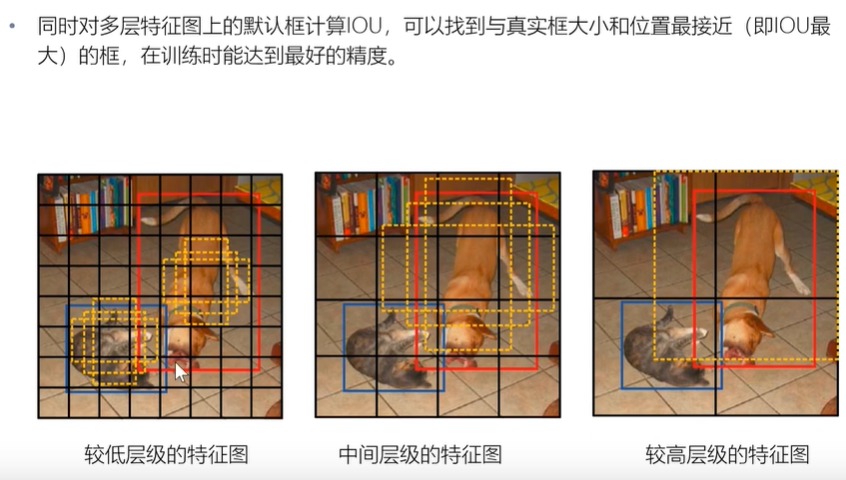 • 同时对多层特征图上的默认框计算IOU，可以找到与真实框大小和位置最接近（即IOU最
大）的框，在训练时能达到最好的精度。
较低层级的特征图
中间层级的特征图
较高层级的特征图